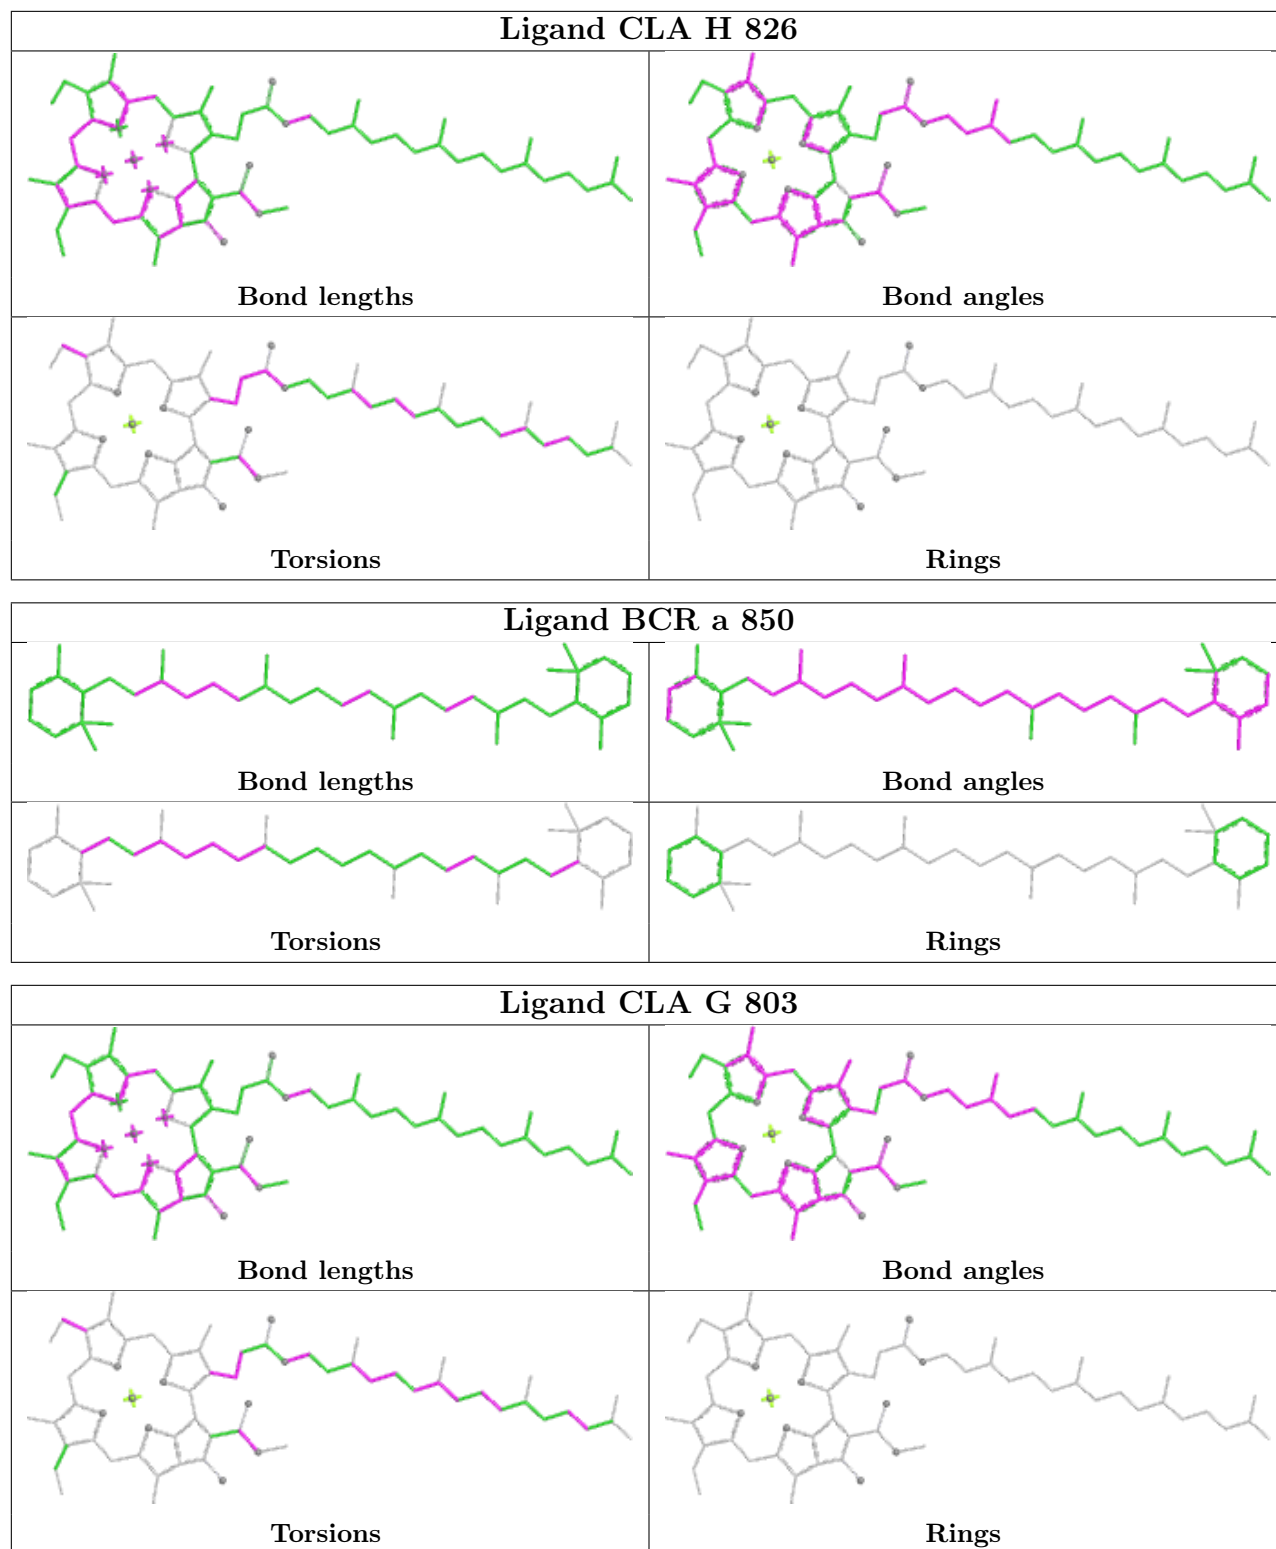 Ligand CLA H 826
Bond lengths
Bond angles
Torsions
Rings
Ligand BCR a 850
Bond lengths
Bond angles
Torsions
Rings
Ligand CLA G 803
Bond lengths
Bond angles
Torsions
Rings